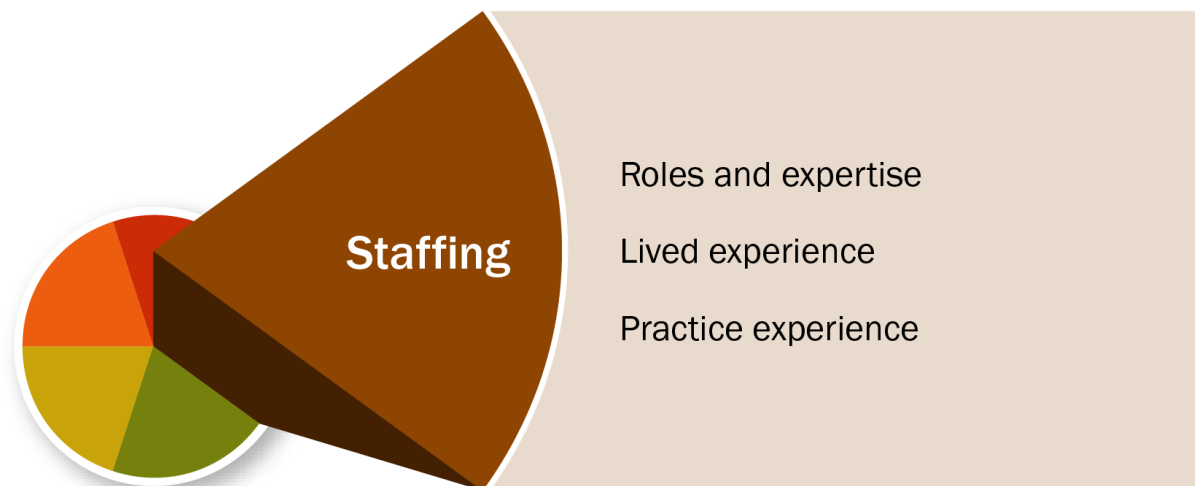 Staffing
Roles and expertise
Lived experience
Practice experience